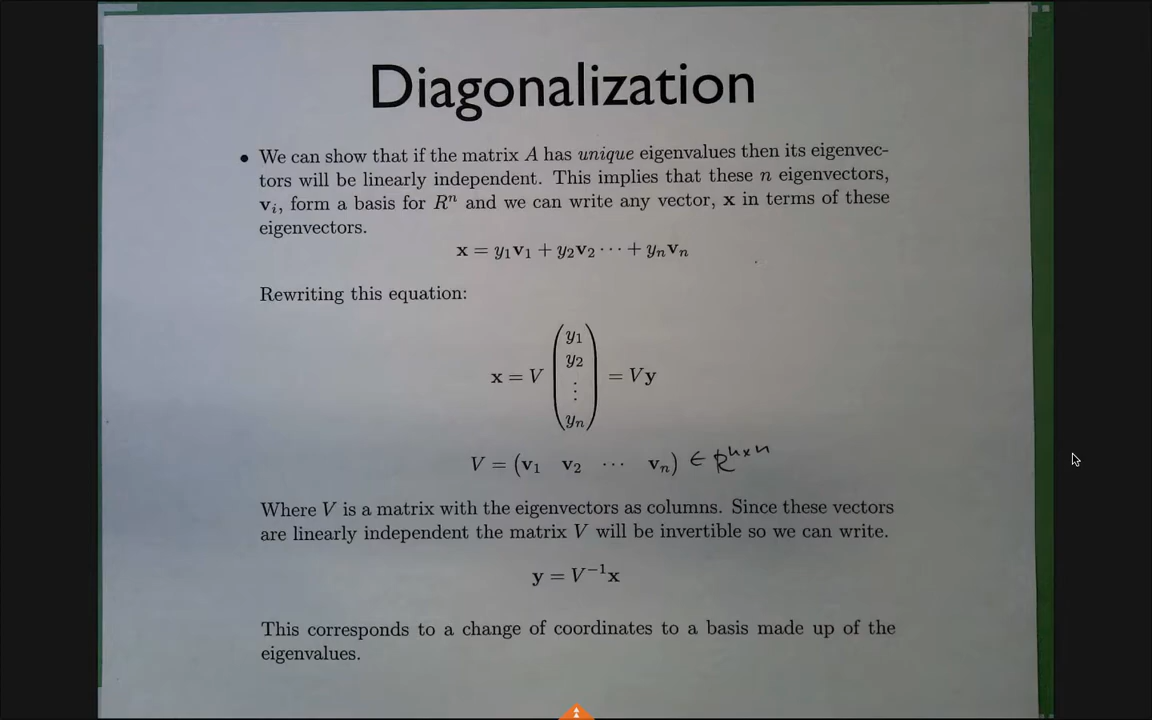 Diagonalization
• We can show that if the matrix A has unique eigenvalues then its eigenvec-
tors will be linearly independent. This implies that these n eigenvectors,
vᵢ, form a basis for Rⁿ and we can write any vector, x in terms of these
eigenvectors.
x = y₁v₁ + y₂v₂ ⋯ + yₙvₙ
Rewriting this equation:
x = V (y₁ y₂ ⋮ yₙ) = Vy
V = (v₁ v₂ ⋯ vₙ) ∈ ℝⁿˣⁿ
Where V is a matrix with the eigenvectors as columns. Since these vectors
are linearly independent the matrix V will be invertible so we can write.
y = V⁻¹x
This corresponds to a change of coordinates to a basis made up of the
eigenvalues.